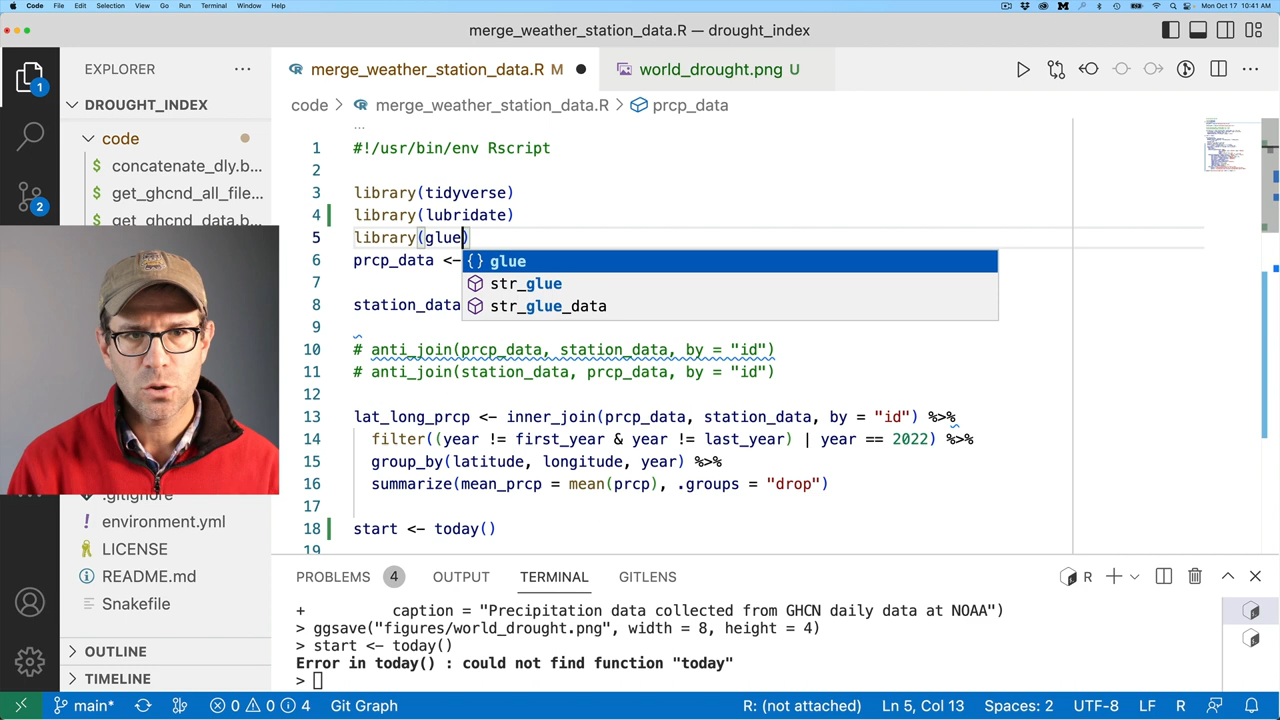 Code File Edit Selection View Go Run Terminal Window Help Mon Oct 17 10:41 AM
merge_weather_station_data.R — drought_index
EXPLORER
DROUGHT_INDEX
code
concatenate_dly.b...
get_ghcnd_all_file...
get_ghcnd_data.b...
.gitignore
environment.yml
LICENSE
README.md
Snakefile
OUTLINE
TIMELINE
1
2
merge_weather_station_data.R M
world_drought.png U
code > merge_weather_station_data.R > prcp_data
...
1 #!/usr/bin/env Rscript
2
3 library(tidyverse)
4 library(lubridate)
5 library(glue)
6 prcp_data <-
7
8 station_data
9
10 # anti_join(prcp_data, station_data, by = "id")
11 # anti_join(station_data, prcp_data, by = "id")
12
13 lat_long_prcp <- inner_join(prcp_data, station_data, by = "id") %>%
14 filter((year != first_year & year != last_year) | year == 2022) %>%
15 group_by(latitude, longitude, year) %>%
16 summarize(mean_prcp = mean(prcp), .groups = "drop")
17
18 start <- today()
19
{} glue
str_glue
str_glue_data
PROBLEMS 4 OUTPUT TERMINAL GITLENS R
+ caption = "Precipitation data collected from GHCN daily data at NOAA")
> ggsave("figures/world_drought.png", width = 8, height = 4)
> start <- today()
Error in today() : could not find function "today"
>
main* 0 0 4 Git Graph R: (not attached) Ln 5, Col 13 Spaces: 2 UTF-8 LF R